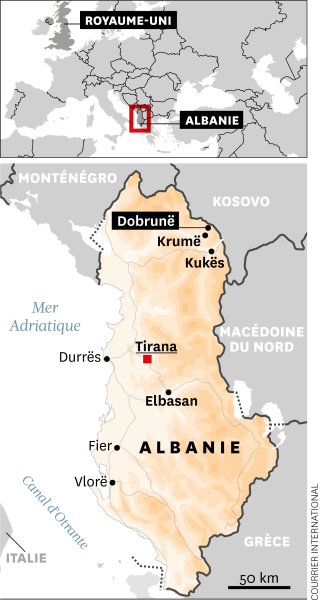 ROYAUME-UNI
ALBANIE
MONTÉNÉGRO
KOSOVO
Dobrunë
Krumë
Kukës
Mer
Adriatique
MACÉDOINE
DU NORD
Tirana
Durrës
Elbasan
Fier
ALBANIE
Vlorë
Canal d'Otrante
ITALIE
GRÈCE
50 km
COURRIER INTERNATIONAL